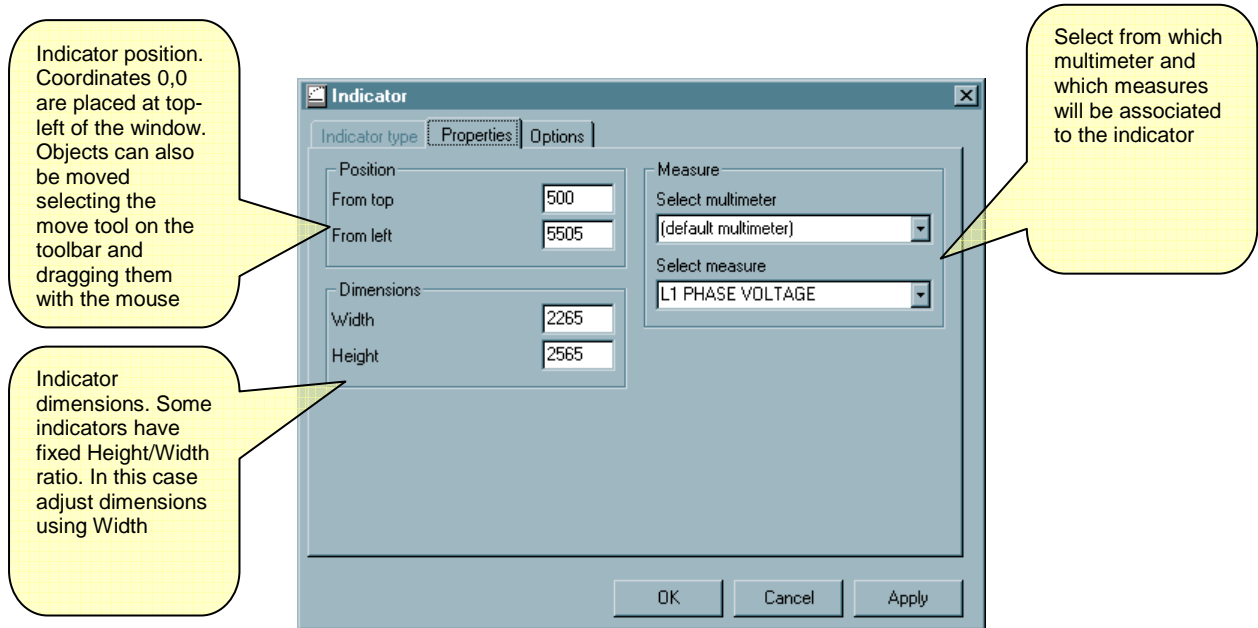 Indicator position.
Coordinates 0,0
are placed at top-
left of the window.
Objects can also
be moved
selecting the
move tool on the
toolbar and
dragging them
with the mouse
Indicator
dimensions. Some
indicators have
fixed Height/Width
ratio. In this case
adjust dimensions
using Width
Indicator
Indicator type Properties Options
Position
From top 500
From left 5505
Dimensions
Width 2265
Height 2565
Measure
Select multimeter
(default multimeter)
Select measure
L1 PHASE VOLTAGE
OK Cancel Apply
Select from which
multimeter and
which measures
will be associated
to the indicator